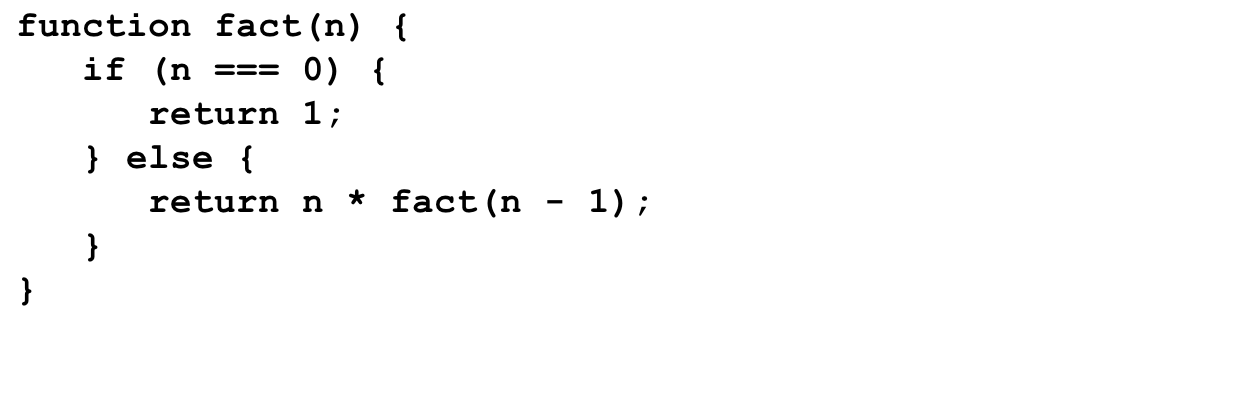 function fact(n) {
   if (n === 0) {
      return 1;
   } else {
      return n * fact(n - 1);
   }
}